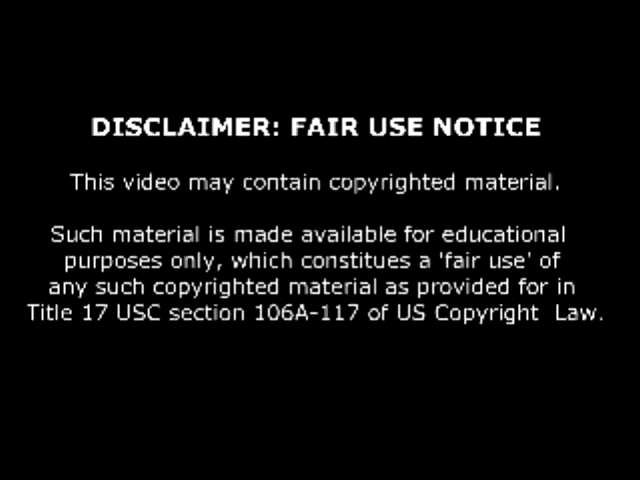 DISCLAIMER: FAIR USE NOTICE
This video may contain copyrighted material.
Such material is made available for educational
purposes only, which constitues a 'fair use' of
any such copyrighted material as provided for in
Title 17 USC section 106A-117 of US Copyright Law.